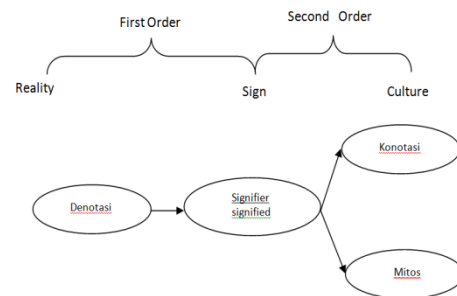 First Order
Second Order
Reality
Sign
Culture
Konotasi
Denotasi
Signifier
signified
Mitos